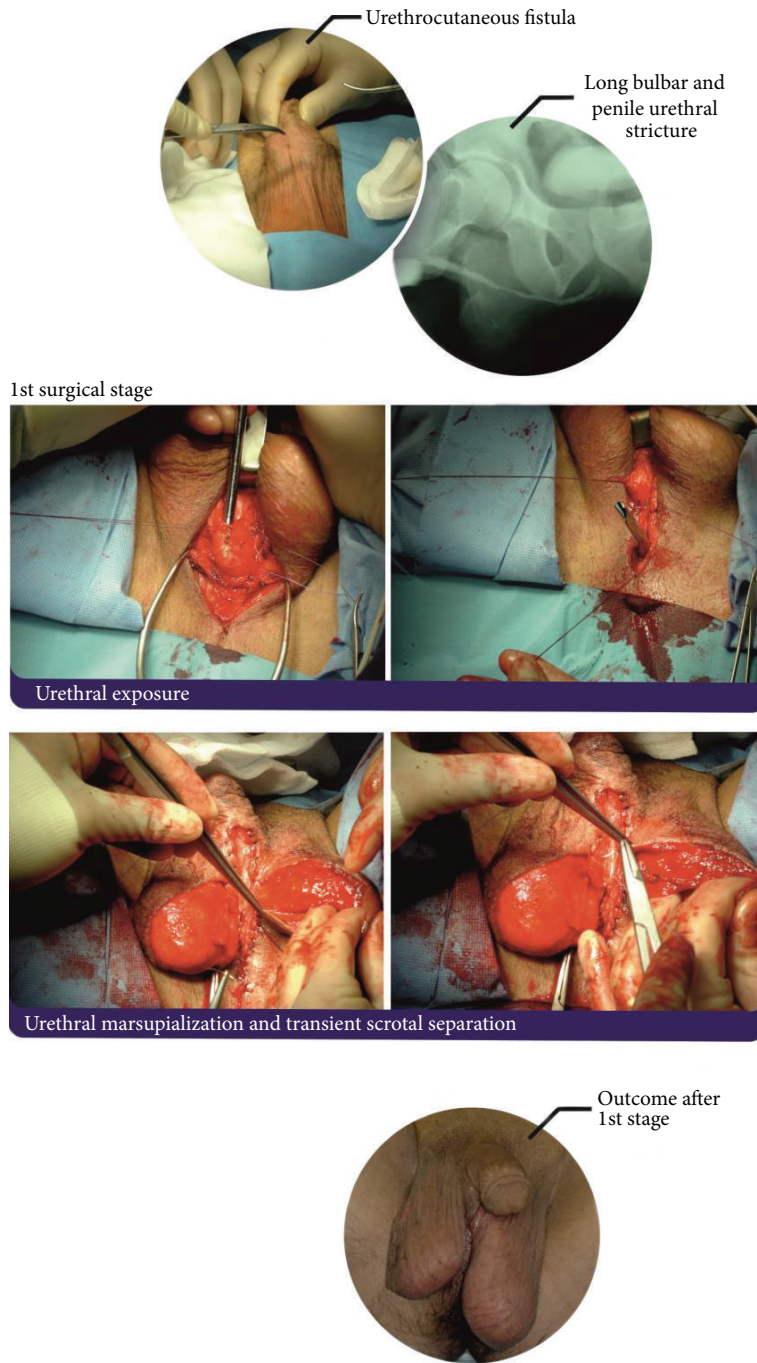 Urethrocutaneous fistula
Long bulbar and
penile urethral
stricture
1st surgical stage
Urethral exposure
Urethral marsupialization and transient scrotal separation
Outcome after
1st stage